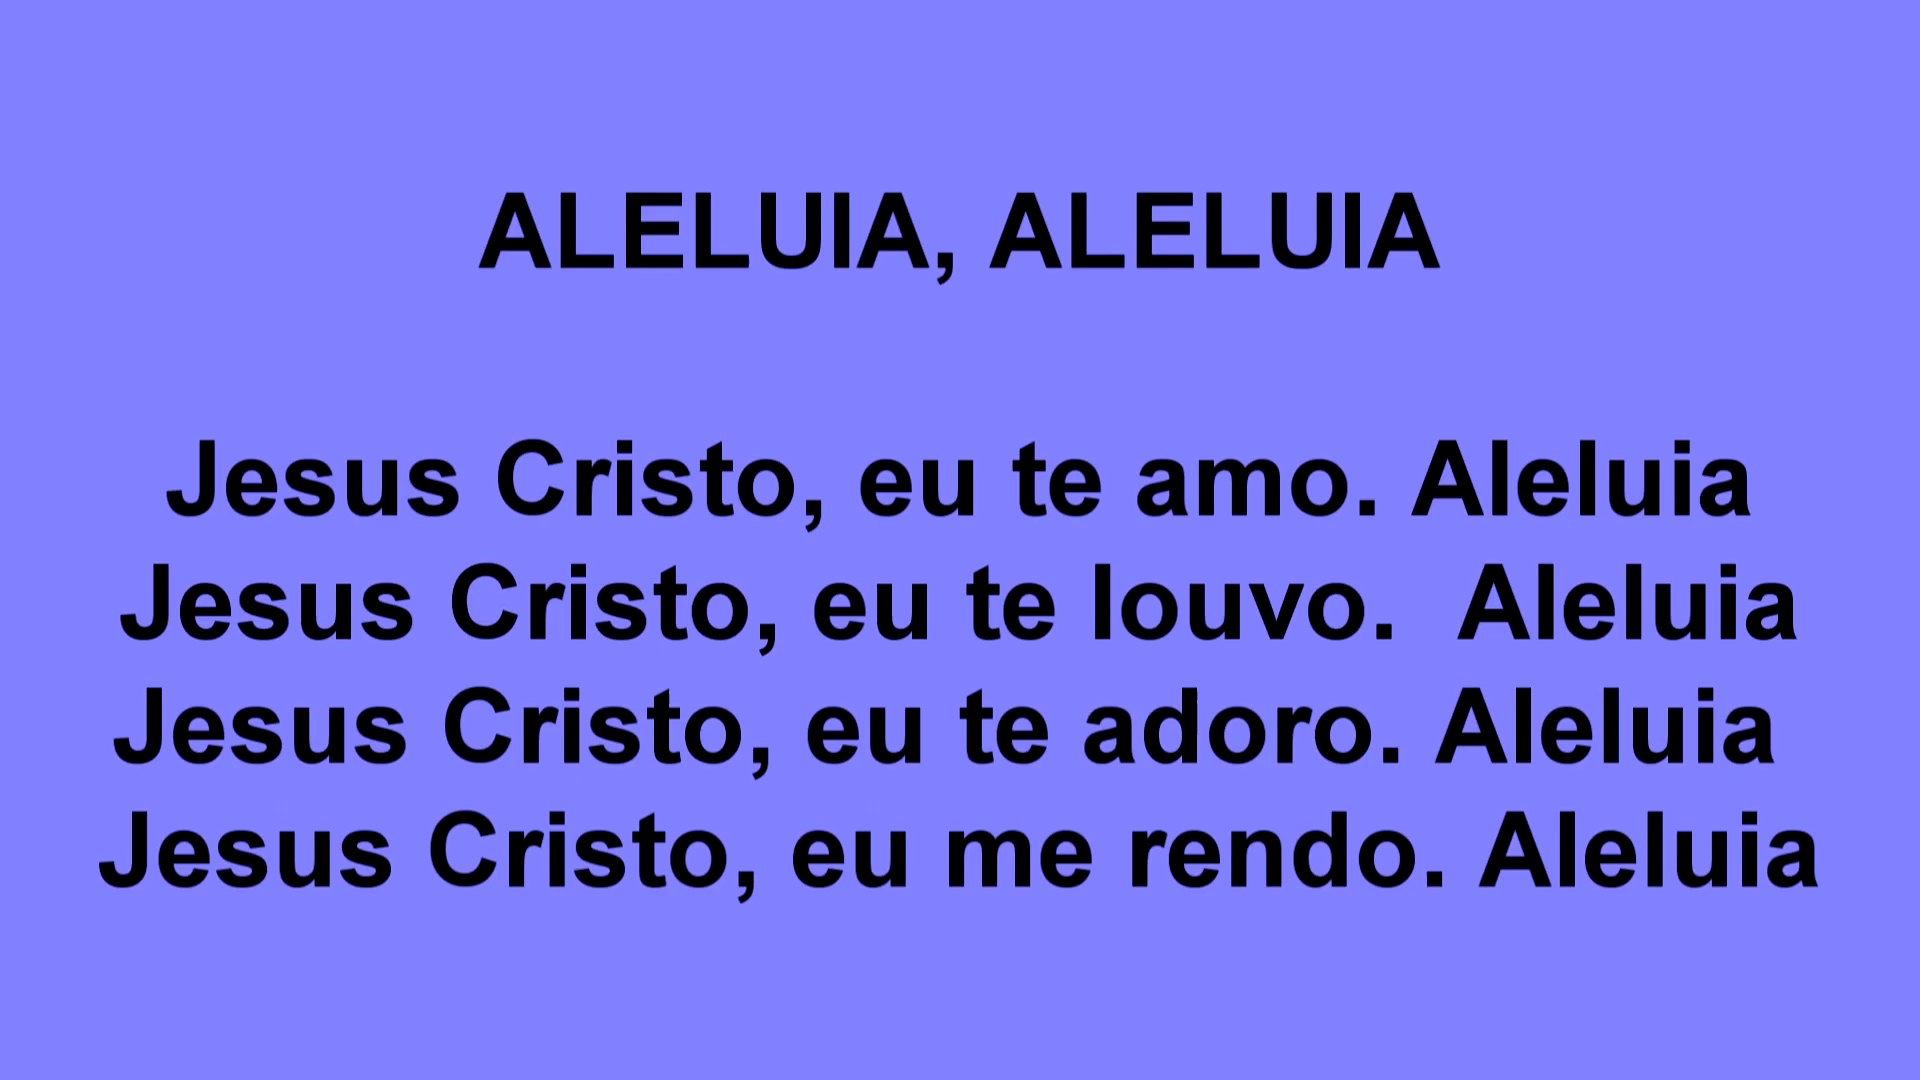 ALELUIA, ALELUIA
Jesus Cristo, eu te amo. Aleluia
Jesus Cristo, eu te louvo.  Aleluia
Jesus Cristo, eu te adoro. Aleluia
Jesus Cristo, eu me rendo. Aleluia